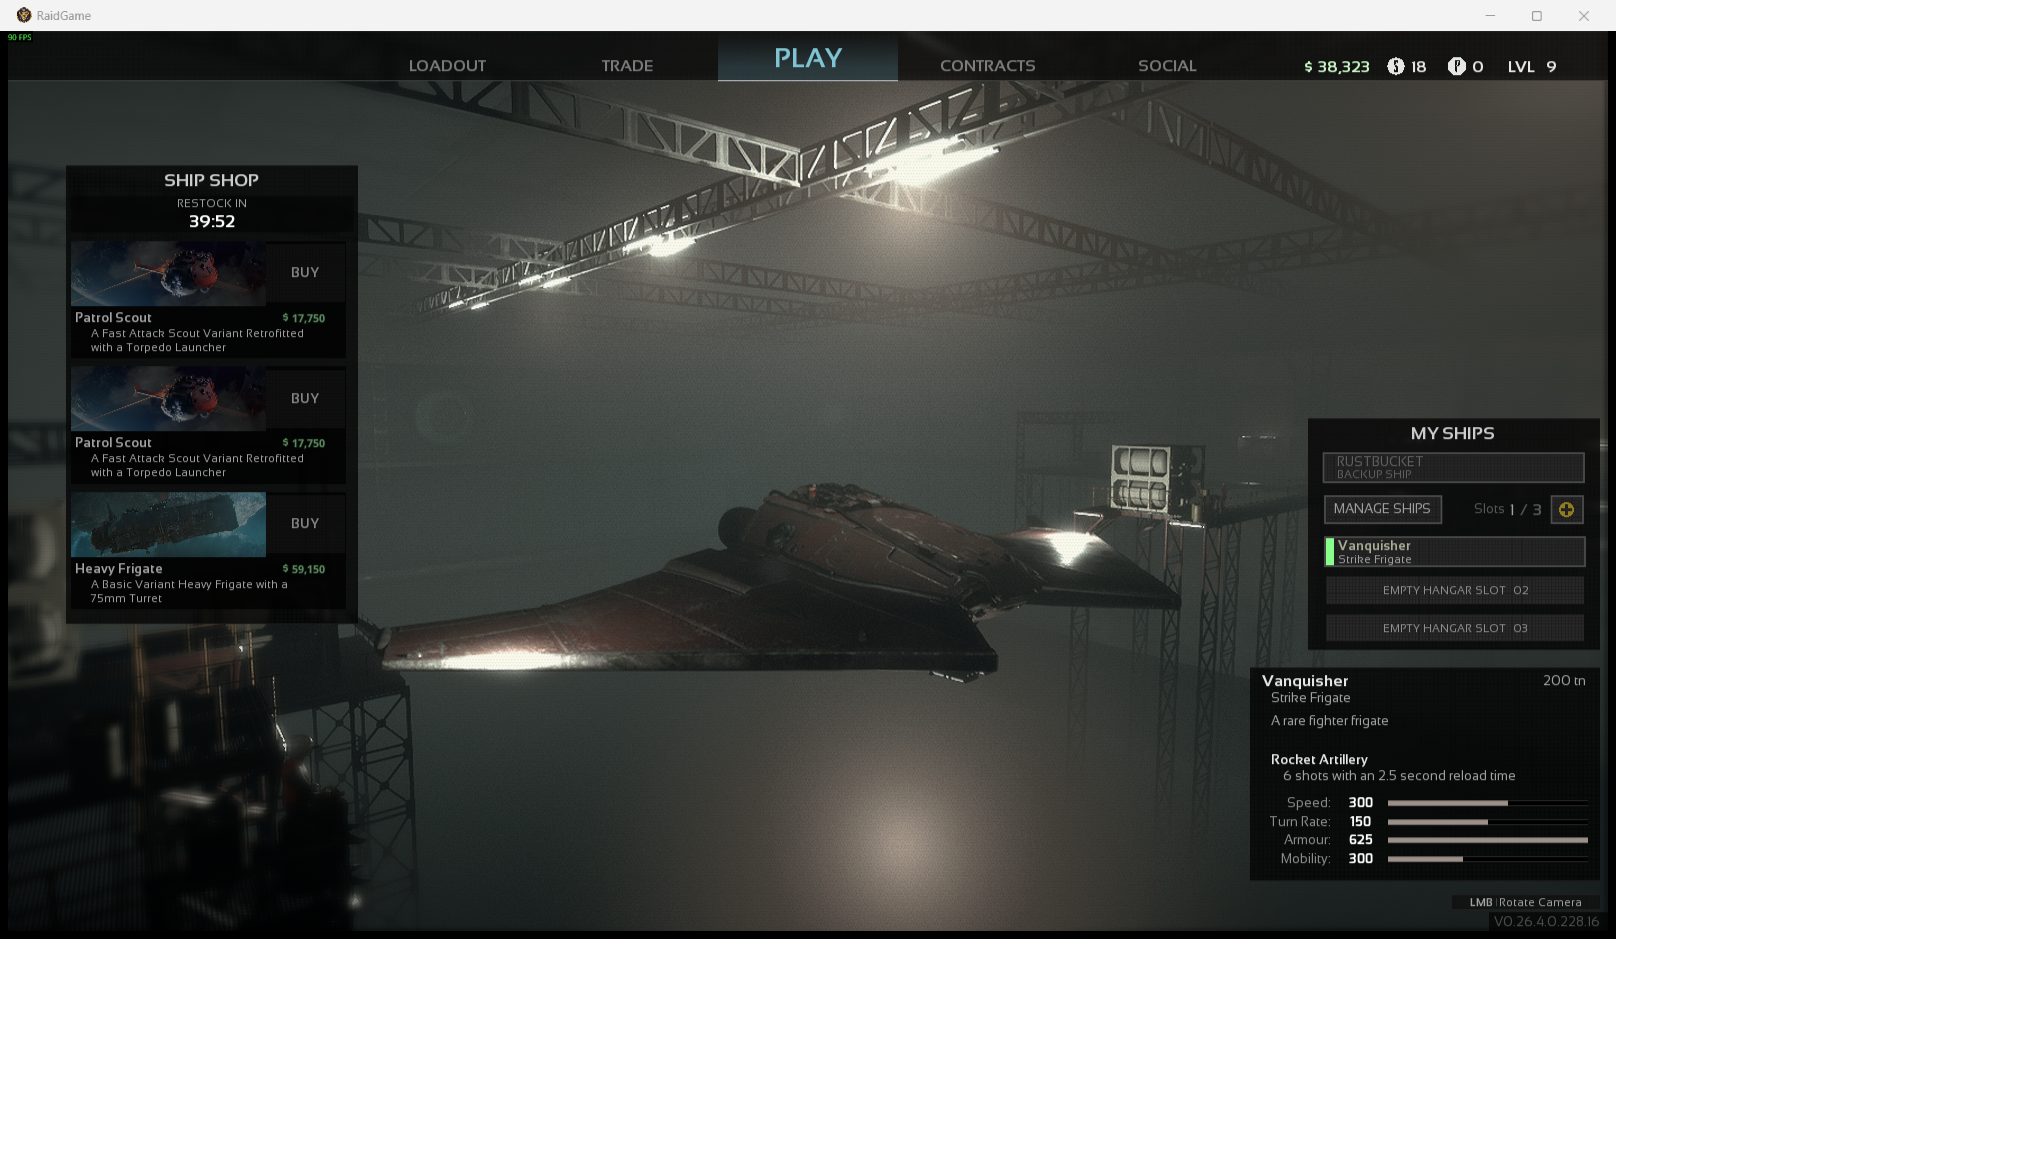 RaidGame
90 FPS
LOADOUT
TRADE
PLAY
CONTRACTS
SOCIAL
$ 38,323
18
0
LVL 9
SHIP SHOP
RESTOCK IN
39:52
BUY
Patrol Scout
$ 17,750
A Fast Attack Scout Variant Retrofitted
with a Torpedo Launcher
BUY
Patrol Scout
$ 17,750
A Fast Attack Scout Variant Retrofitted
with a Torpedo Launcher
BUY
Heavy Frigate
$ 59,150
A Basic Variant Heavy Frigate with a
75mm Turret
MY SHIPS
RUSTBUCKET
BACKUP SHIP
MANAGE SHIPS
Slots 1 / 3
Vanquisher
Strike Frigate
EMPTY HANGAR SLOT 02
EMPTY HANGAR SLOT 03
Vanquisher
200 tn
Strike Frigate
A rare fighter frigate
Rocket Artillery
6 shots with an 2.5 second reload time
Speed: 300
Turn Rate: 150
Armour: 625
Mobility: 300
LMB Rotate Camera
V0.26.4.0.228.16